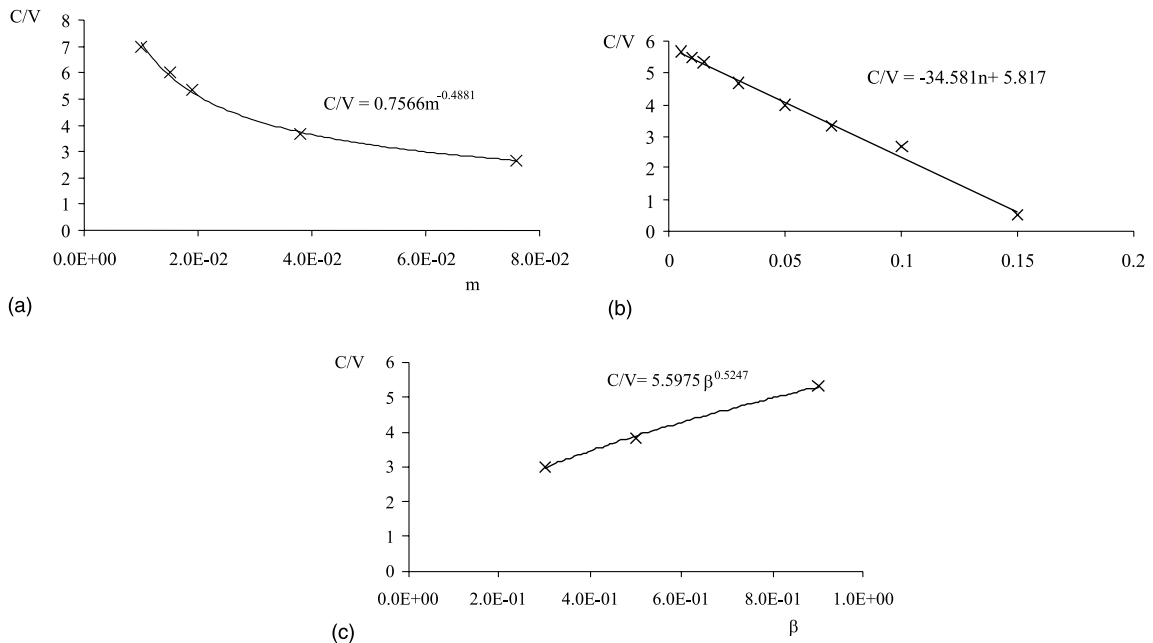 C/V
8
7
6
5
4
3
2
1
0
0.0E+00 2.0E-02 4.0E-02 6.0E-02 8.0E-02
m
C/V = 0.7566m^-0.4881
(a)
C/V
6
5
4
3
2
1
0
0 0.05 0.1 0.15 0.2
C/V = -34.581n+ 5.817
(b)
C/V
6
5
4
3
2
1
0
0.0E+00 2.0E-01 4.0E-01 6.0E-01 8.0E-01 1.0E+00
β
C/V= 5.5975 β^0.5247
(c)